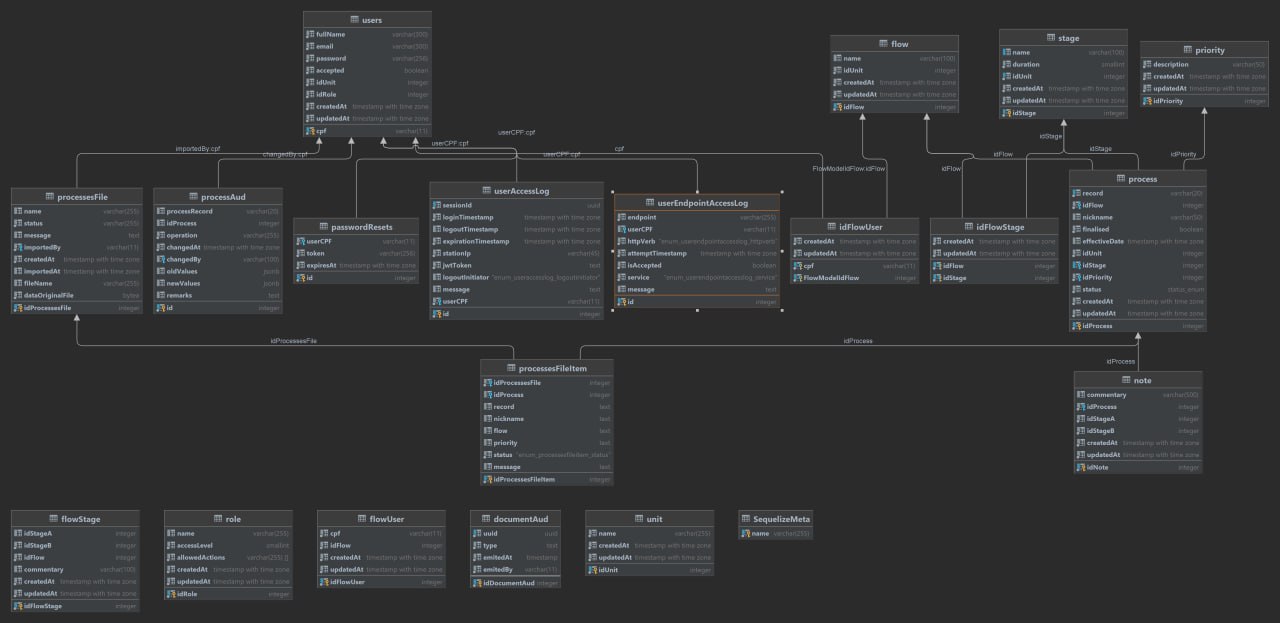 users
fullName varchar(300)
email varchar(300)
password varchar(256)
accepted boolean
idUnit integer
idRole integer
createdAt timestamp with time zone
updatedAt timestamp with time zone
cpf varchar(11)
flow
name varchar(100)
idUnit integer
createdAt timestamp with time zone
updatedAt timestamp with time zone
idFlow integer
stage
name varchar(100)
duration smallint
idUnit integer
createdAt timestamp with time zone
updatedAt timestamp with time zone
idStage integer
priority
description varchar(50)
createdAt timestamp with time zone
updatedAt timestamp with time zone
idPriority integer
importedBy:cpf
changedBy:cpf
userCPF:cpf
userCPF:cpf
userCPF:cpf
cpf
FlowModelIdFlow:idFlow
idFlow
idFlow
idStage
idStage
idPriority
processesFile
name varchar(255)
status varchar(255)
message text
importedBy varchar(11)
createdAt timestamp with time zone
importedAt timestamp with time zone
fileName varchar(255)
dataOriginalFile bytea
idProcessesFile integer
processAud
processRecord varchar(20)
idProcess integer
operation varchar(255)
changedAt timestamp with time zone
changedBy varchar(100)
oldValues jsonb
newValues jsonb
remarks text
id integer
passwordResets
userCPF varchar(11)
token varchar(256)
expiresAt timestamp with time zone
id integer
userAccessLog
sessionId uuid
loginTimestamp timestamp with time zone
logoutTimestamp timestamp with time zone
expirationTimestamp timestamp with time zone
stationIp varchar(45)
jwtToken text
logoutInitiator "enum_useraccesslog_logoutinitiator"
message text
userCPF varchar(11)
id integer
userEndpointAccessLog
endpoint varchar(255)
userCPF varchar(11)
httpVerb "enum_userendpointaccesslog_httpverb"
attemptTimestamp timestamp with time zone
isAccepted boolean
service "enum_userendpointaccesslog_service"
message text
id integer
idFlowUser
createdAt timestamp with time zone
updatedAt timestamp with time zone
cpf varchar(11)
FlowModelIdFlow integer
idFlowStage
createdAt timestamp with time zone
updatedAt timestamp with time zone
idFlow integer
idStage integer
process
record varchar(20)
idFlow integer
nickname varchar(50)
finalised boolean
effectiveDate timestamp with time zone
idUnit integer
idStage integer
idPriority integer
status status_enum
createdAt timestamp with time zone
updatedAt timestamp with time zone
idProcess integer
idProcessesFile
idProcess
idProcess
processesFileItem
idProcessesFile integer
idProcess integer
record text
nickname text
flow text
priority text
status "enum_processesfileitem_status"
message text
idProcessesFileItem integer
note
commentary varchar(500)
idProcess integer
idStageA integer
idStageB integer
createdAt timestamp with time zone
updatedAt timestamp with time zone
idNote integer
flowStage
idStageA integer
idStageB integer
idFlow integer
commentary varchar(100)
createdAt timestamp with time zone
updatedAt timestamp with time zone
idFlowStage integer
role
name varchar(255)
accessLevel smallint
allowedActions varchar(255) []
createdAt timestamp with time zone
updatedAt timestamp with time zone
idRole integer
flowUser
cpf varchar(11)
idFlow integer
createdAt timestamp with time zone
updatedAt timestamp with time zone
idFlowUser integer
documentAud
uuid uuid
type text
emitedAt timestamp
emitedBy varchar(11)
idDocumentAud integer
unit
name varchar(255)
createdAt timestamp with time zone
updatedAt timestamp with time zone
idUnit integer
SequelizeMeta
name varchar(255)